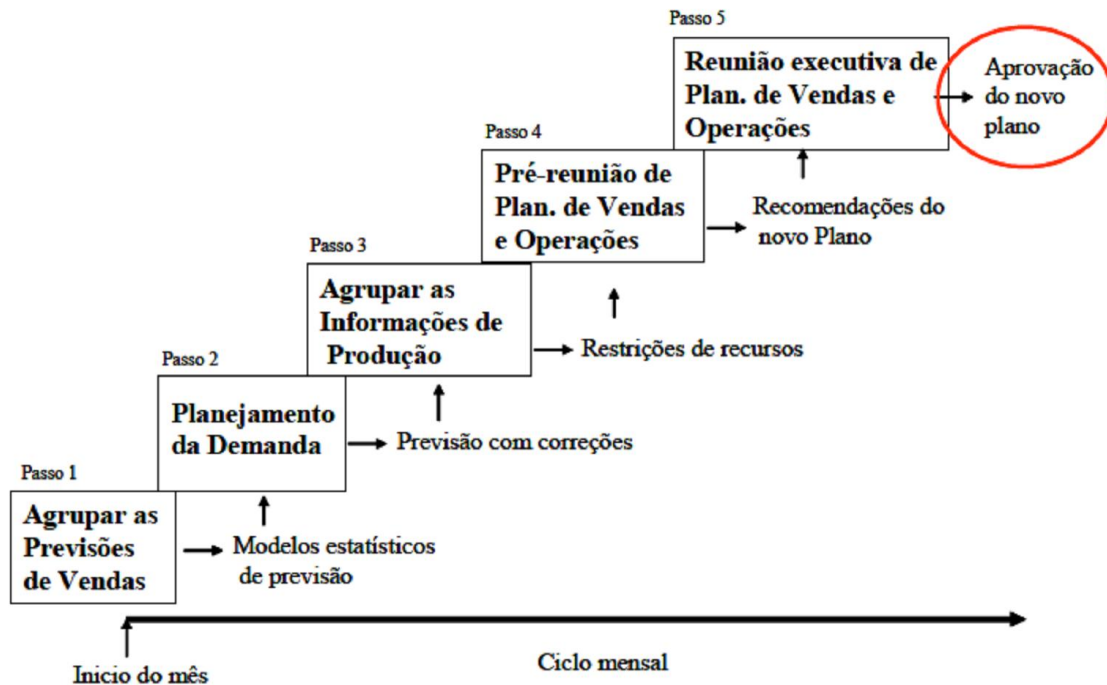 Passo 5
Reunião executiva de
Plan. de Vendas e
Operações
Aprovação
do novo
plano
Passo 4
Pré-reunião de
Plan. de Vendas
e Operações
Recomendações do
novo Plano
Passo 3
Agrupar as
Informações de
Produção
Restrições de recursos
Passo 2
Planejamento
da Demanda
Previsão com correções
Passo 1
Agrupar as
Previsões
de Vendas
Modelos estatísticos
de previsão
Inicio do mês
Ciclo mensal